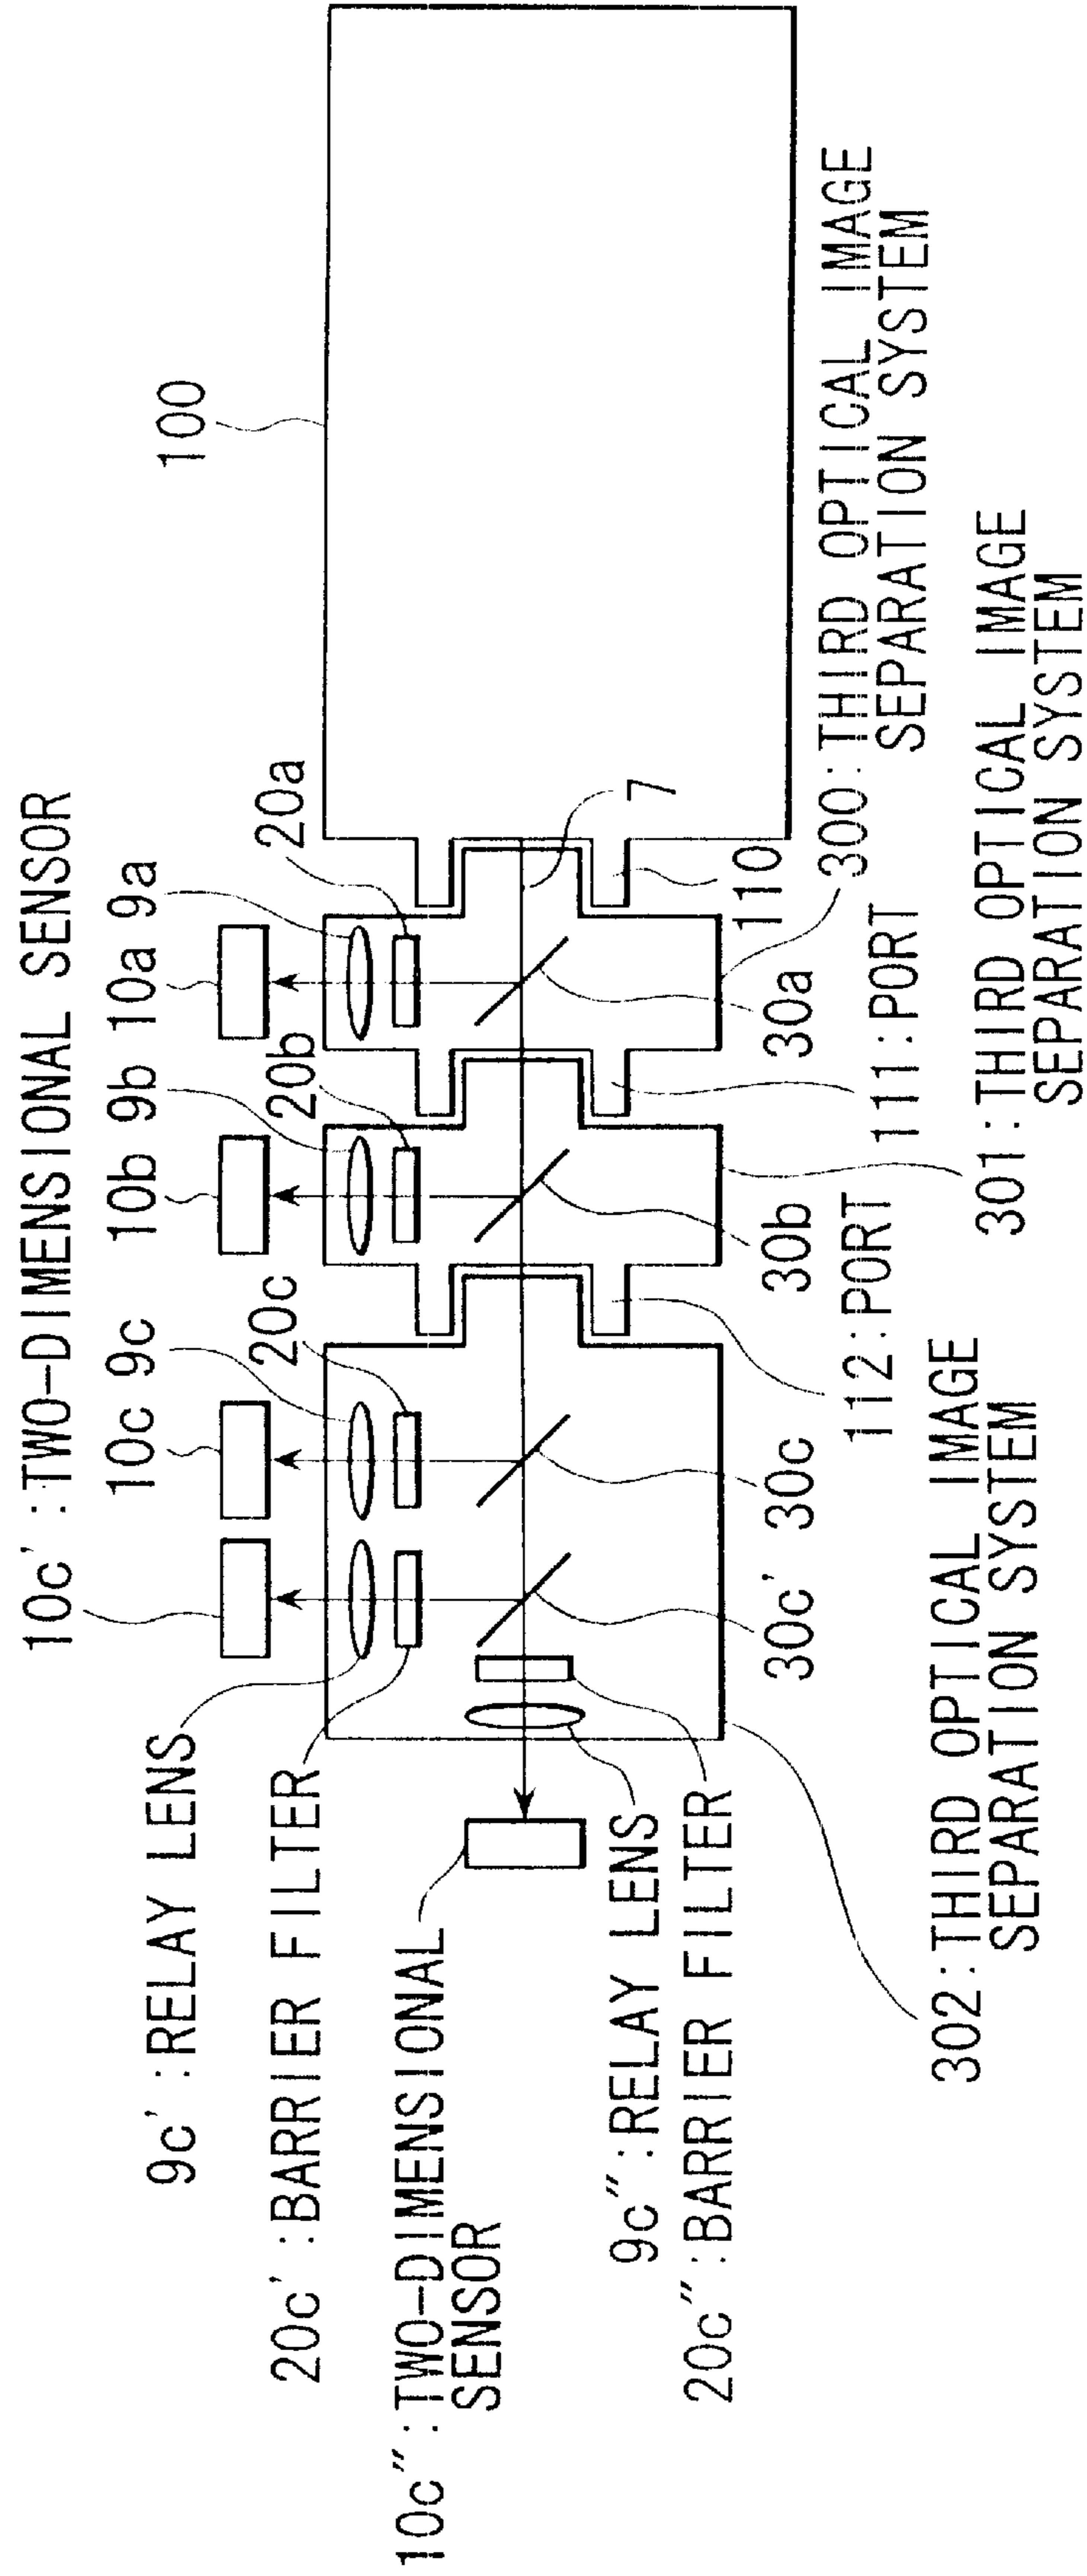 10c' : TWO-DIMENSIONAL SENSOR
10c 9c
10b 9b
10a 9a
20c
20b
20a
100
9c' : RELAY LENS
20c' : BARRIER FILTER
10c" : TWO-DIMENSIONAL
SENSOR
9c" : RELAY LENS
20c" : BARRIER FILTER
7
110
30c'
30c
30b
30a
112 : PORT
111 : PORT
300 : THIRD OPTICAL IMAGE
SEPARATION SYSTEM
302 : THIRD OPTICAL IMAGE
SEPARATION SYSTEM
301 : THIRD OPTICAL IMAGE
SEPARATION SYSTEM